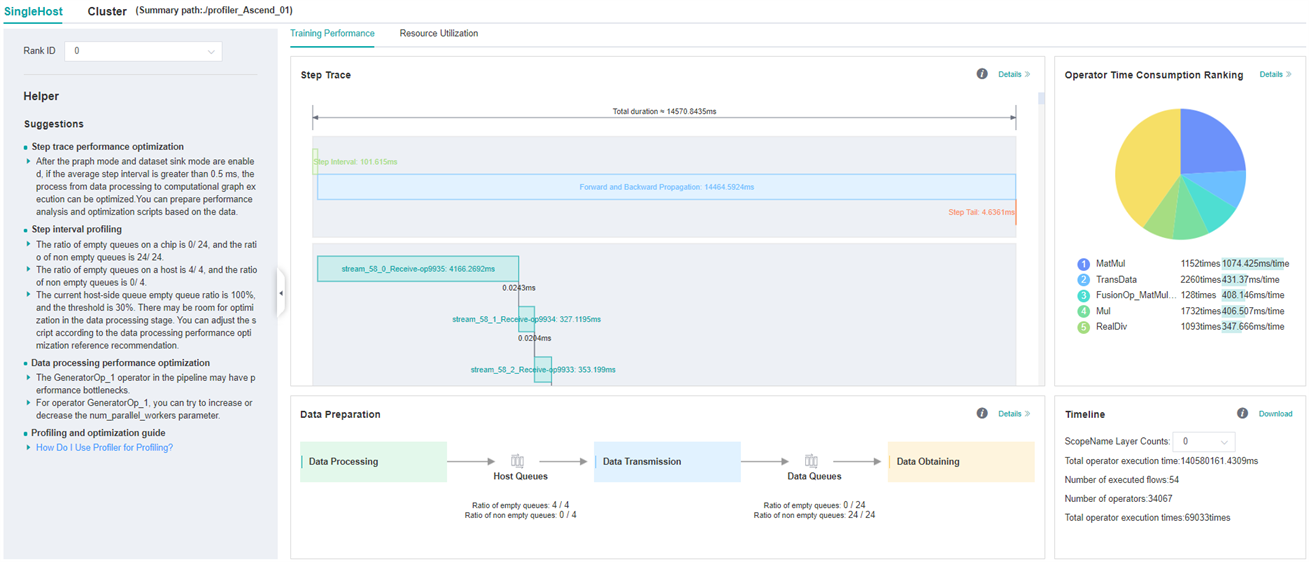 SingleHost Cluster (Summary path:./profiler_Ascend_01)
Rank ID 0
Helper
Suggestions
Step trace performance optimization
After the praph mode and dataset sink mode are enable
d, if the average step interval is greater than 0.5 ms, the
process from data processing to computational graph ex
ecution can be optimized.You can prepare performance
analysis and optimization scripts based on the data.
Step interval profiling
The ratio of empty queues on a chip is 0/ 24, and the rati
o of non empty queues is 24/ 24.
The ratio of empty queues on a host is 4/ 4, and the ratio
of non empty queues is 0/ 4.
The current host-side queue empty queue ratio is 100%,
and the threshold is 30%. There may be room for optimi
zation in the data processing stage. You can adjust the s
cript according to the data processing performance opti
mization reference recommendation.
Data processing performance optimization
The GeneratorOp_1 operator in the pipeline may have p
erformance bottlenecks.
For operator GeneratorOp_1, you can try to increase or
decrease the num_parallel_workers parameter.
Profiling and optimization guide
How Do I Use Profiler for Profiling?
Training Performance Resource Utilization
Step Trace
i Details »
Total duration ≈ 14570.8435ms
Step Interval: 101.615ms
Forward and Backward Propagation: 14464.5924ms
Step Tail: 4.6361ms
stream_58_0_Receive-op9935: 4166.2692ms
0.0243ms
stream_58_1_Receive-op9934: 327.1195ms
0.0204ms
stream_58_2_Receive-op9933: 353.199ms
Operator Time Consumption Ranking Details »
1 MatMul 1152times 1074.425ms/time
2 TransData 2260times 431.37ms/time
3 FusionOp_MatMul... 128times 408.146ms/time
4 Mul 1732times 406.507ms/time
5 RealDiv 1093times 347.666ms/time
Data Preparation
i Details »
Data Processing
Host Queues
Data Transmission
Data Queues
Data Obtaining
Ratio of empty queues: 4 / 4
Ratio of non empty queues: 0 / 4
Ratio of empty queues: 0 / 24
Ratio of non empty queues: 24 / 24
Timeline
i Download
ScopeName Layer Counts: 0
Total operator execution time:140580161.4309ms
Number of executed flows:54
Number of operators:34067
Total operator execution times:69033times